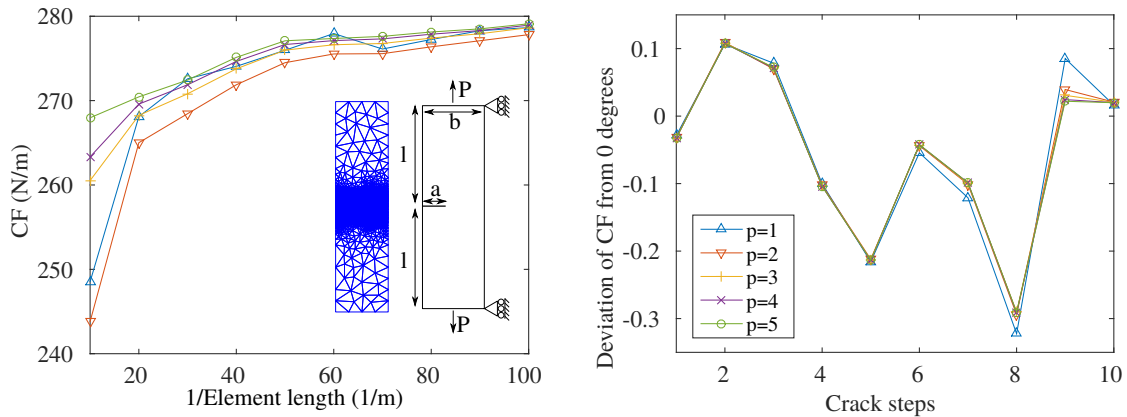 280
270
260
250
240
CF (N/m)
20
40
60
80
100
1/Element length (1/m)
P
b
l
a
l
P
0.1
0
-0.1
-0.2
-0.3
Deviation of CF from 0 degrees
p=1
p=2
p=3
p=4
p=5
2
4
6
8
10
Crack steps